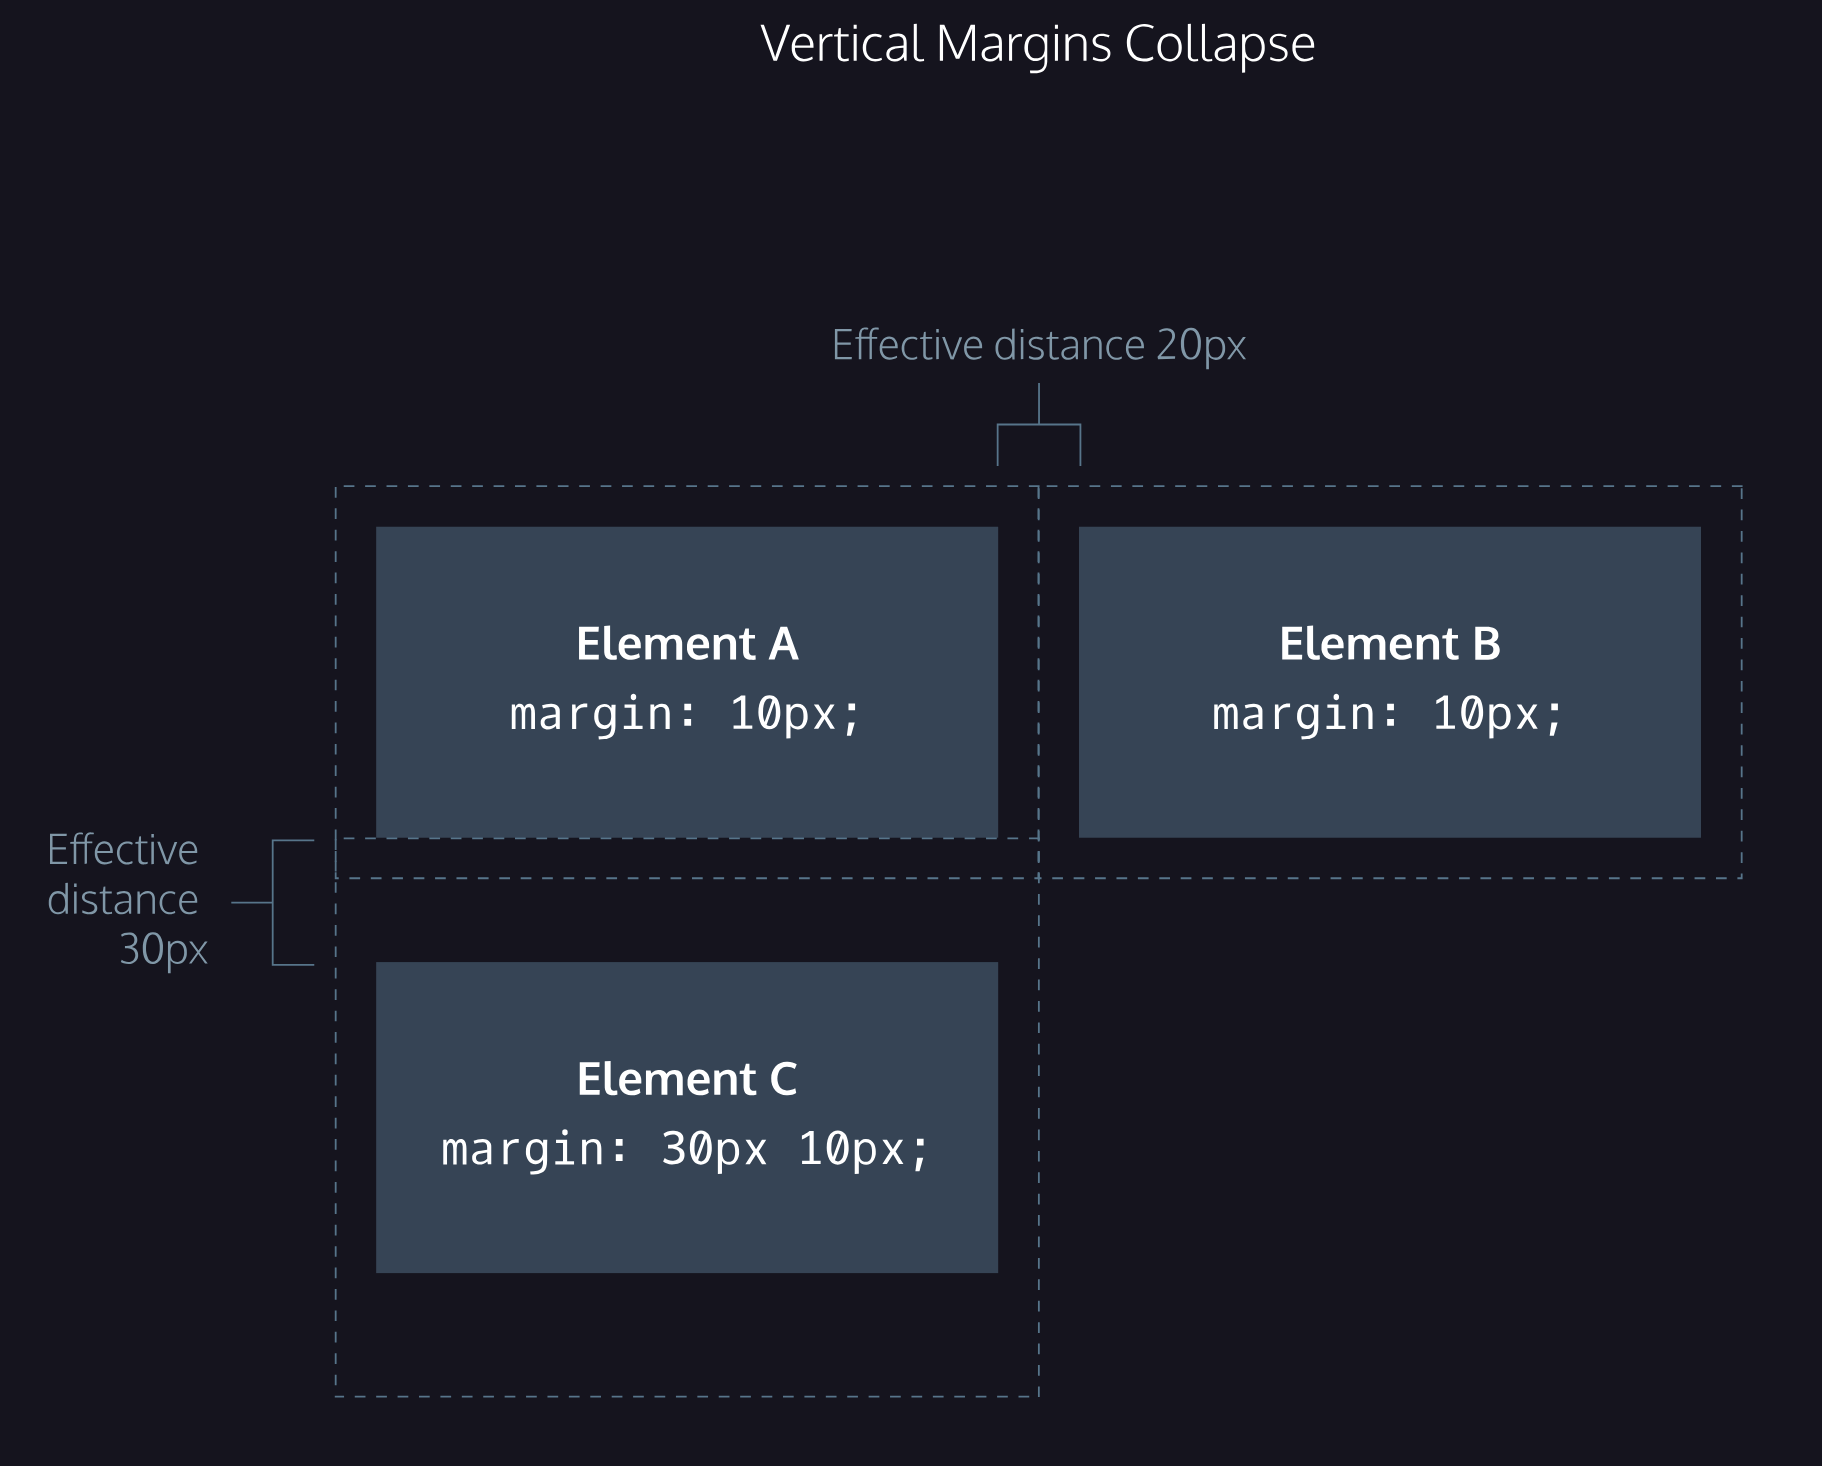 Vertical Margins Collapse
Effective distance 20px
Element A
margin: 10px;
Element B
margin: 10px;
Effective
distance
30px
Element C
margin: 30px 10px;